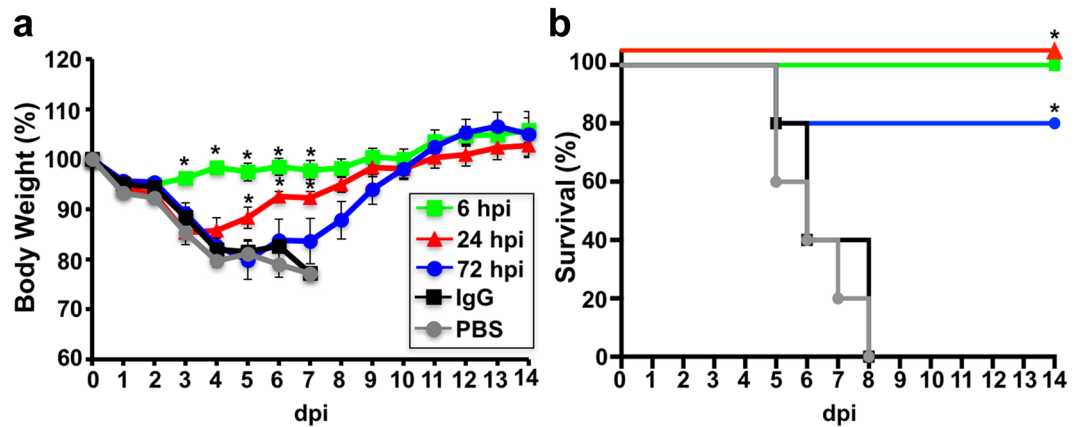 a
Body Weight (%)
120
110
100
90
80
70
60
0 1 2 3 4 5 6 7 8 9 10 11 12 13 14
dpi
* * * * *
* * *
6 hpi
24 hpi
72 hpi
IgG
PBS
b
Survival (%)
100
80
60
40
20
0
0 1 2 3 4 5 6 7 8 9 10 11 12 13 14
dpi
*
*